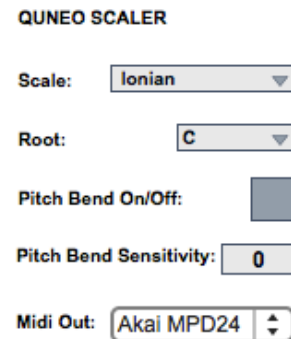 QUNEO SCALER
Scale: Ionian
Root: C
Pitch Bend On/Off:
Pitch Bend Sensitivity: 0
Midi Out: Akai MPD24